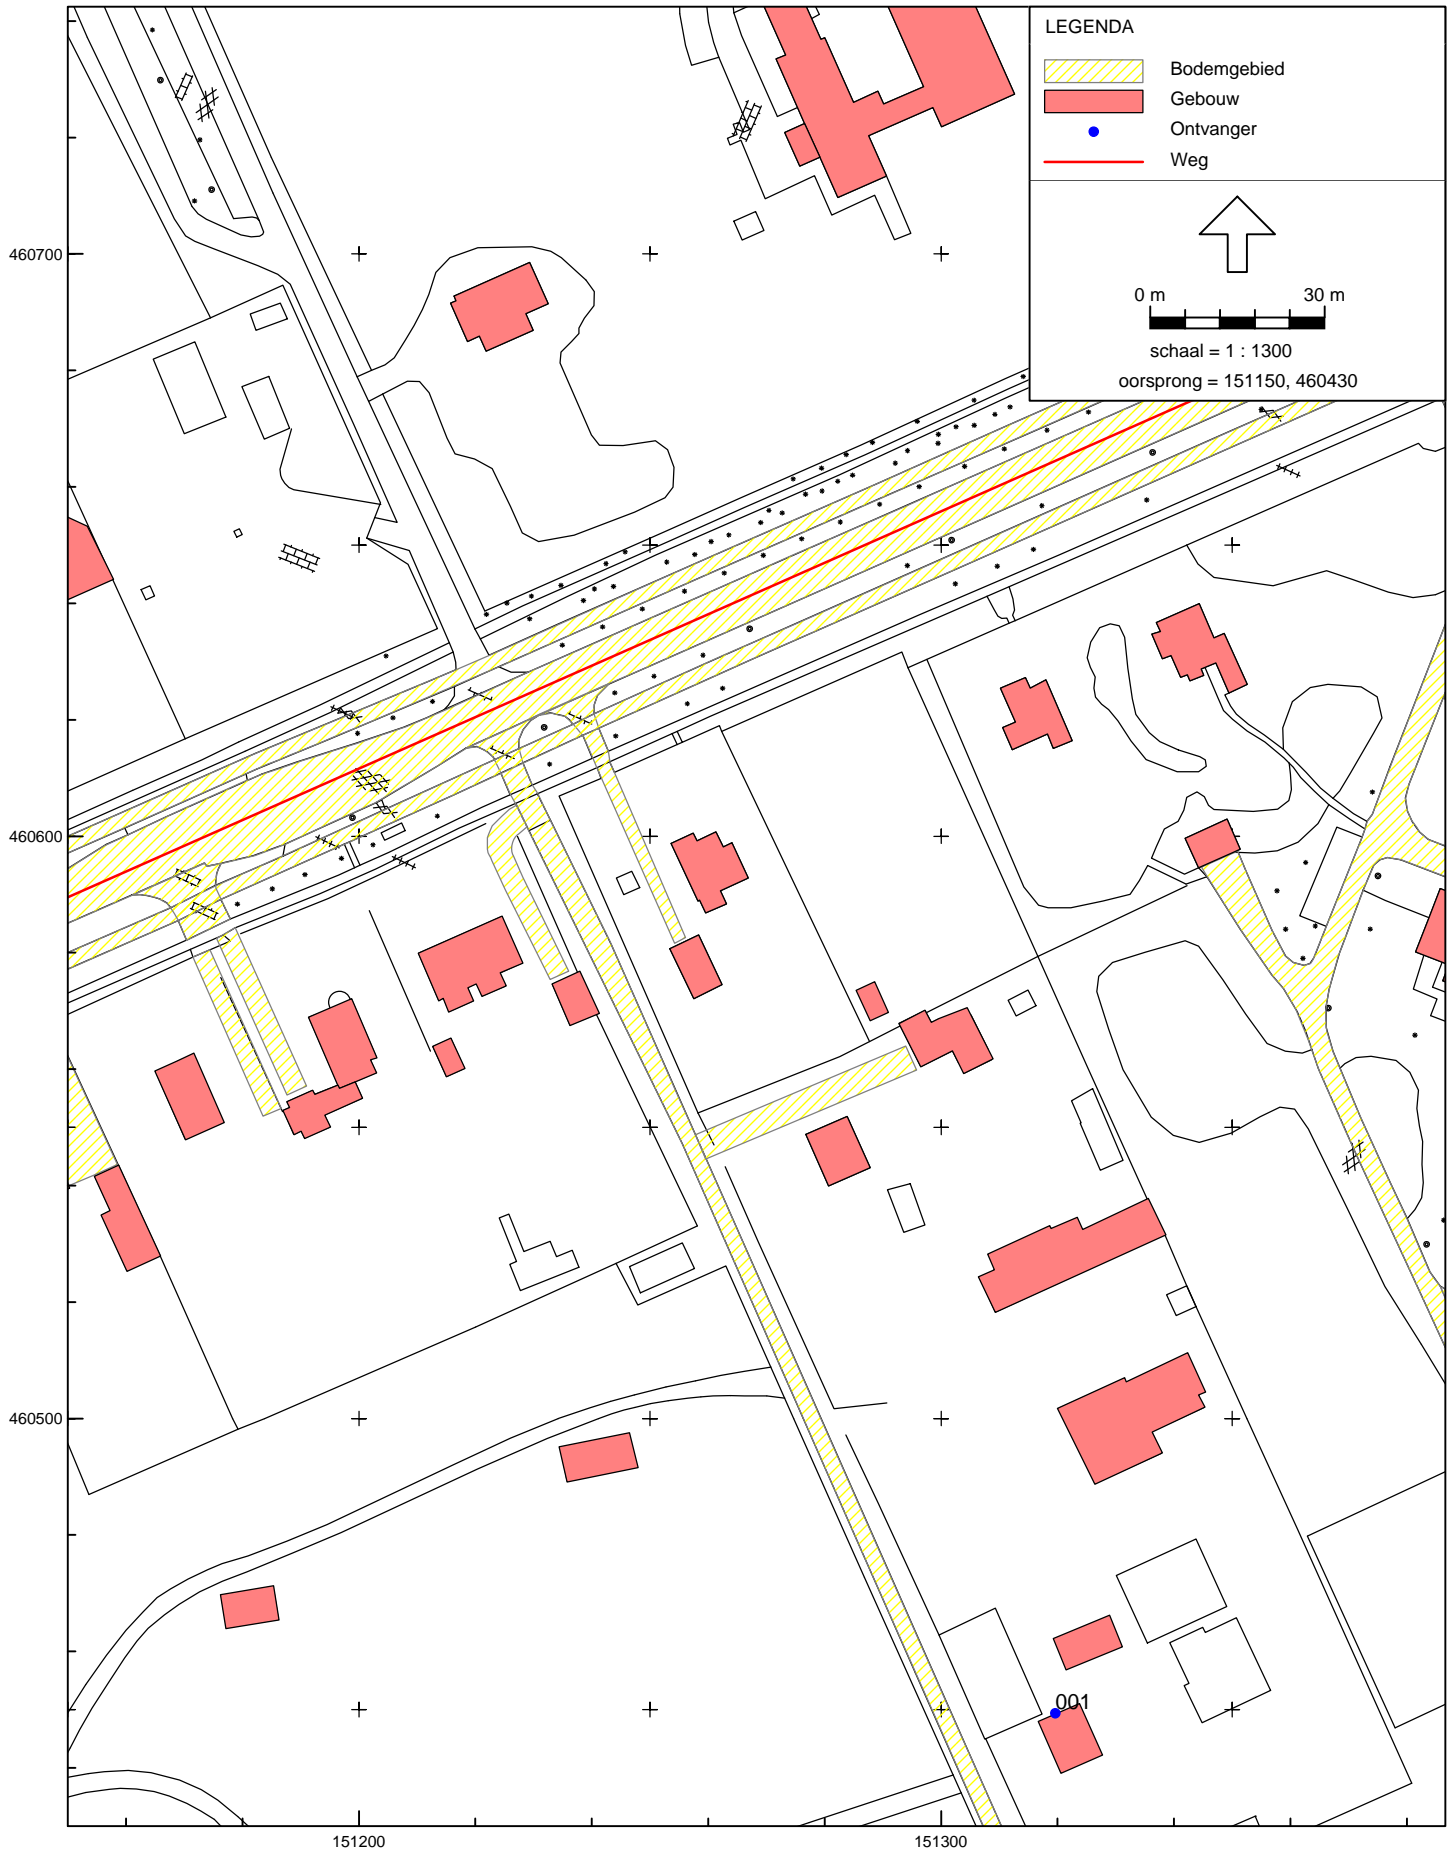 LEGENDA
Bodemgebied
Gebouw
Ontvanger
Weg
0 m 30 m
schaal = 1 : 1300
oorsprong = 151150, 460430
460700
460600
460500
001
151200 151300